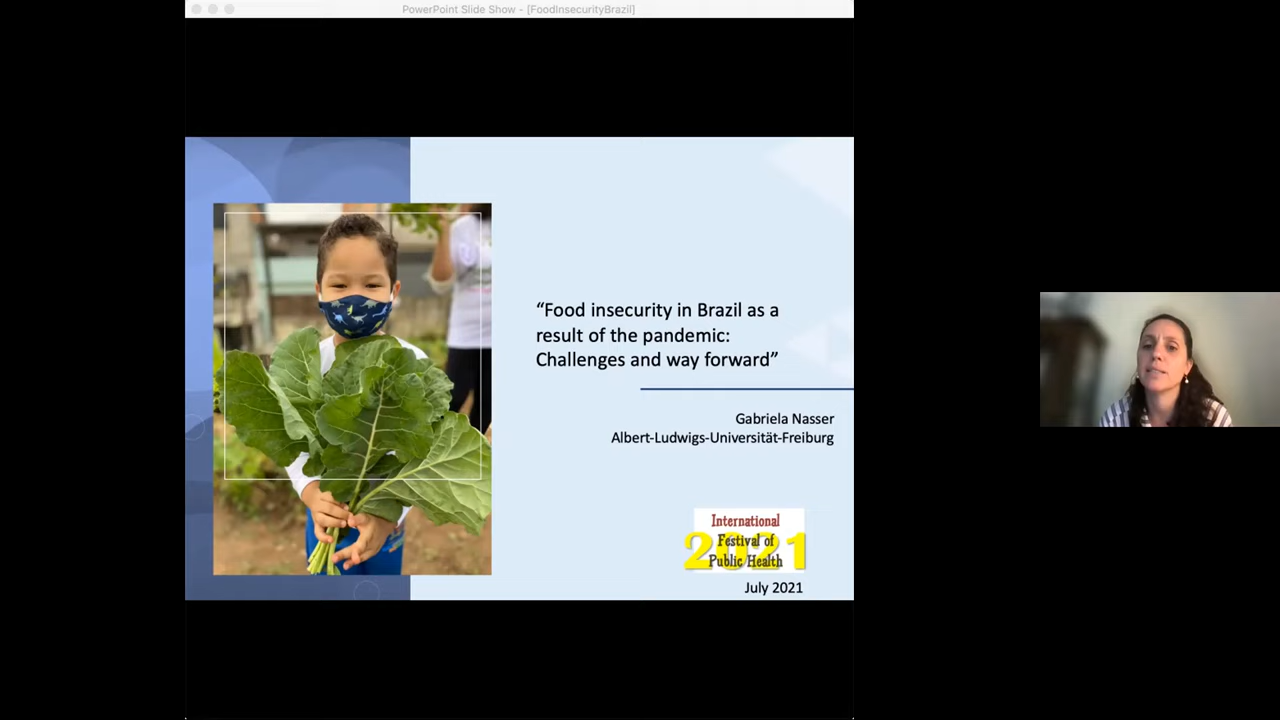 PowerPoint Slide Show - [FoodInsecurityBrazil]
“Food insecurity in Brazil as a
result of the pandemic:
Challenges and way forward”
Gabriela Nasser
Albert-Ludwigs-Universität-Freiburg
International
2021
Festival of
Public Health
July 2021